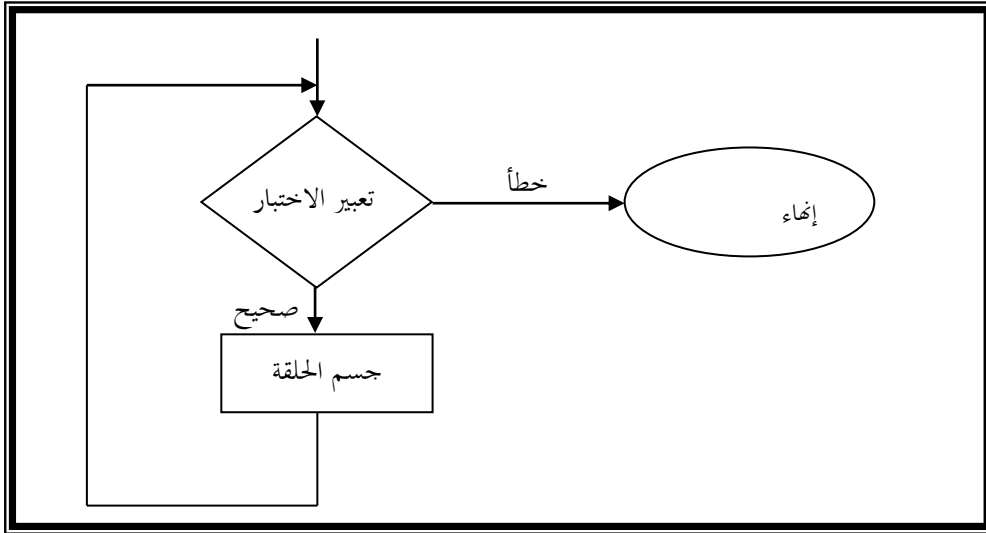 تعبير الاختبار
خطأ
إنهاء
صحيح
جسم الحلقة